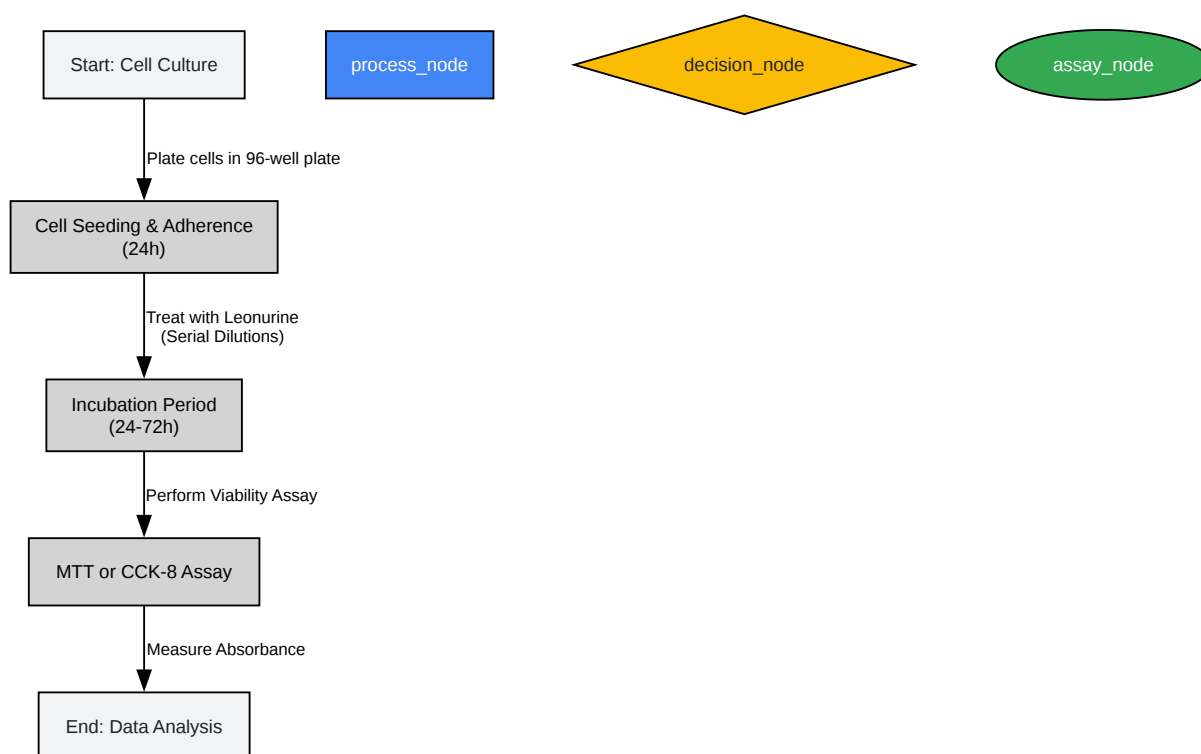 Start: Cell Culture
process_node
decision_node
assay_node
Plate cells in 96-well plate
Cell Seeding & Adherence
(24h)
Treat with Leonurine
(Serial Dilutions)
Incubation Period
(24-72h)
Perform Viability Assay
MTT or CCK-8 Assay
Measure Absorbance
End: Data Analysis